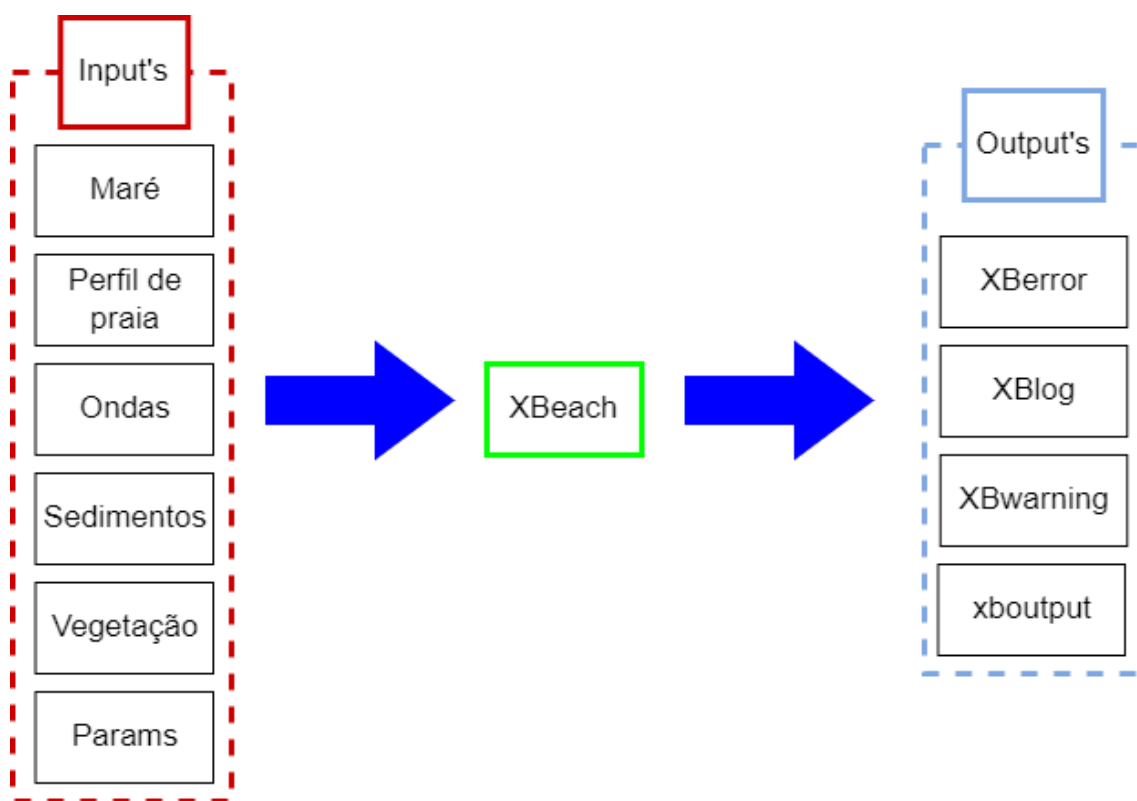 Input's
Maré
Perfil de
praia
Ondas
Sedimentos
Vegetação
Params
XBeach
Output's
XBerror
XBlog
XBwarning
xboutput